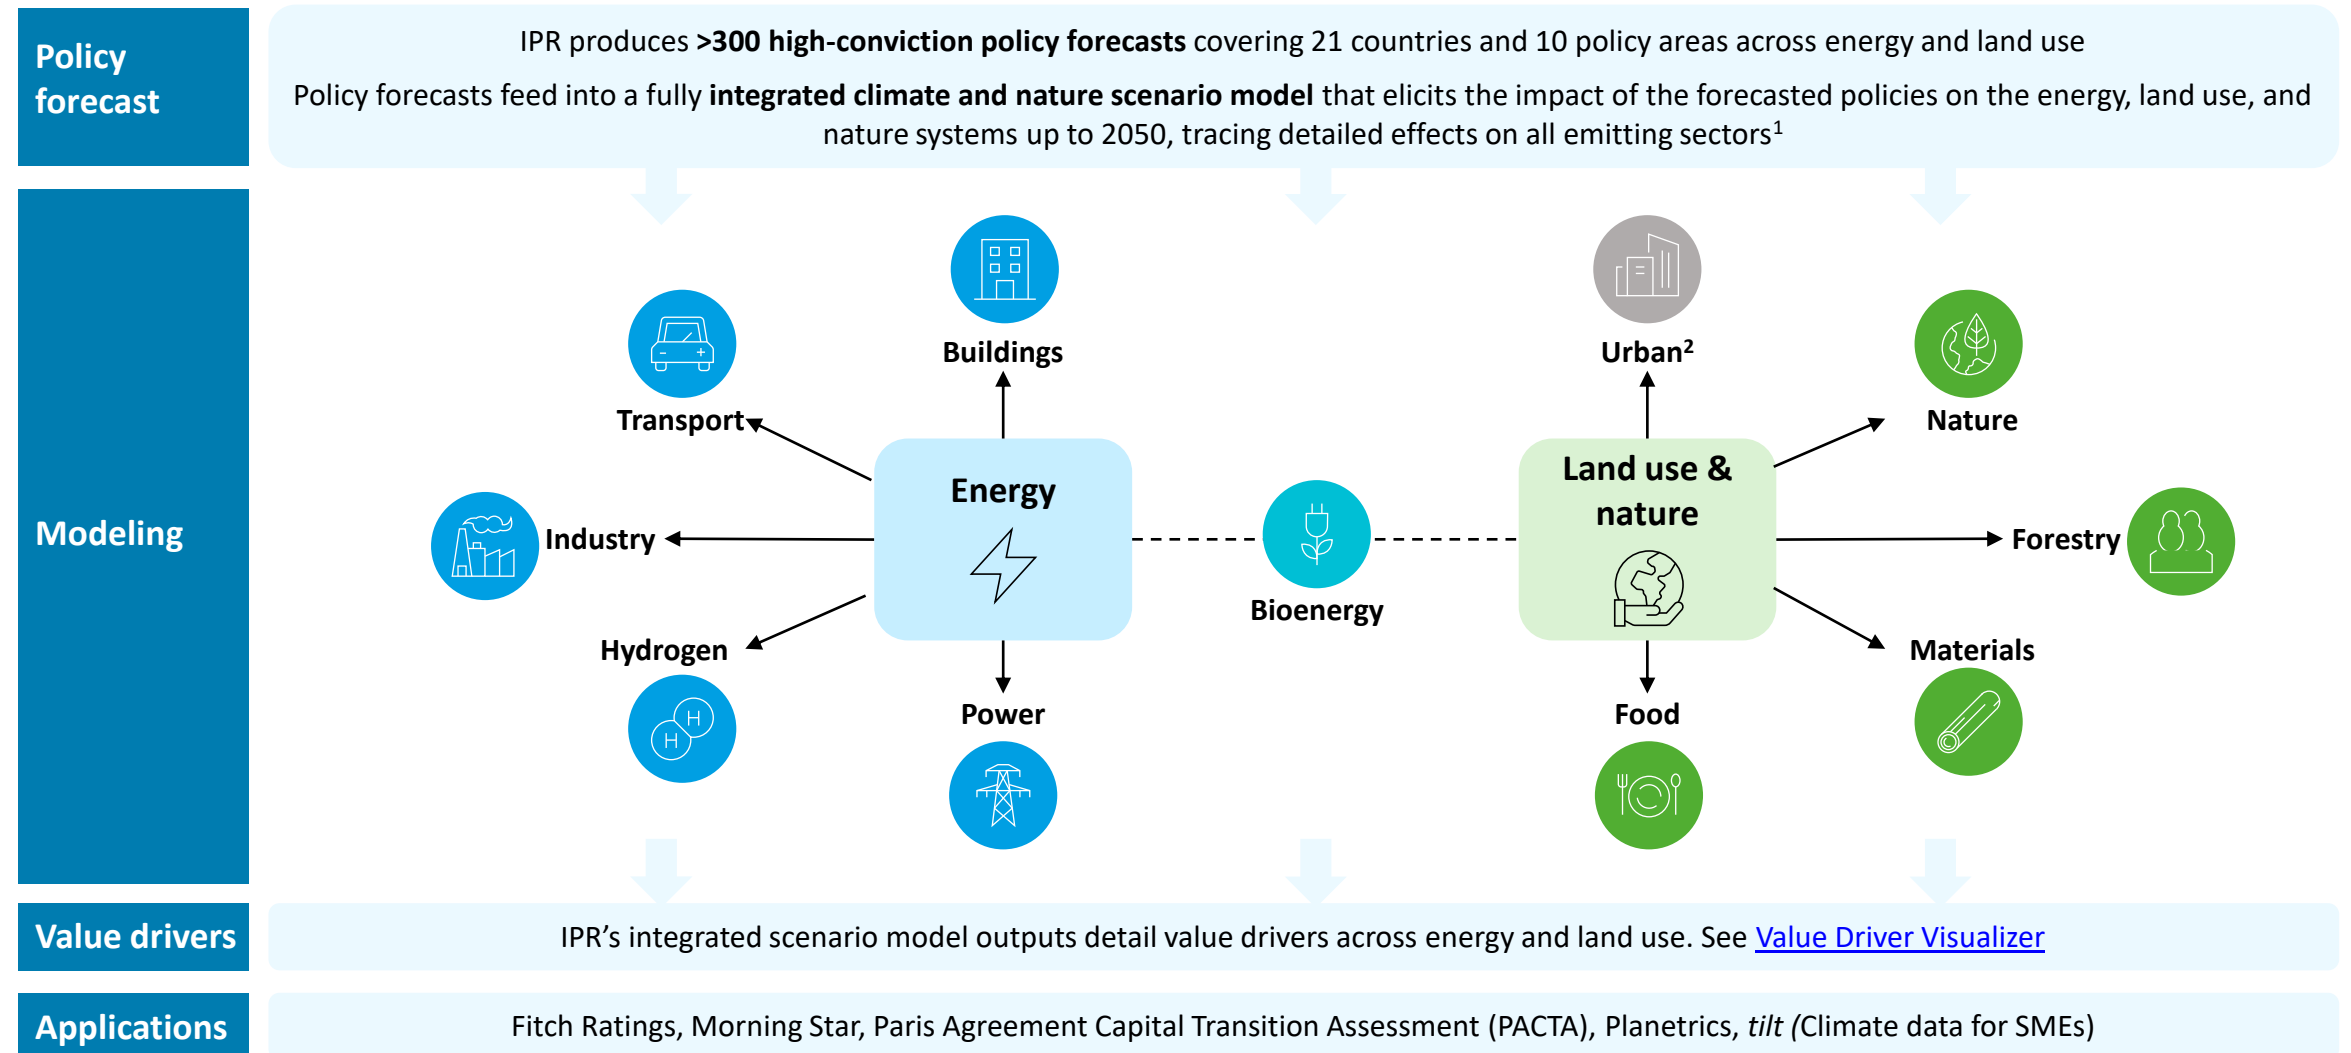 Policy
forecast
IPR produces >300 high-conviction policy forecasts covering 21 countries and 10 policy areas across energy and land use
Policy forecasts feed into a fully integrated climate and nature scenario model that elicits the impact of the forecasted policies on the energy, land use, and
nature systems up to 2050, tracing detailed effects on all emitting sectors¹
Modeling
Buildings
Transport
Industry
Hydrogen
Power
Energy
Bioenergy
Land use &
nature
Urban²
Nature
Forestry
Materials
Food
H
H
Value drivers
IPR’s integrated scenario model outputs detail value drivers across energy and land use. See Value Driver Visualizer
Applications
Fitch Ratings, Morning Star, Paris Agreement Capital Transition Assessment (PACTA), Planetrics, tilt (Climate data for SMEs)